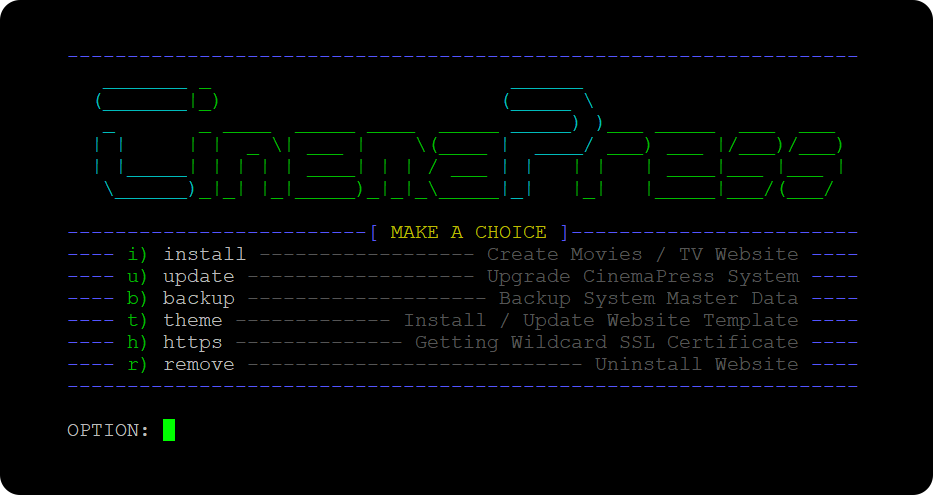 CinemaPress
[ MAKE A CHOICE ]
i) install Create Movies / TV Website
u) update Upgrade CinemaPress System
b) backup Backup System Master Data
t) theme Install / Update Website Template
h) https Getting Wildcard SSL Certificate
r) remove Uninstall Website
OPTION: